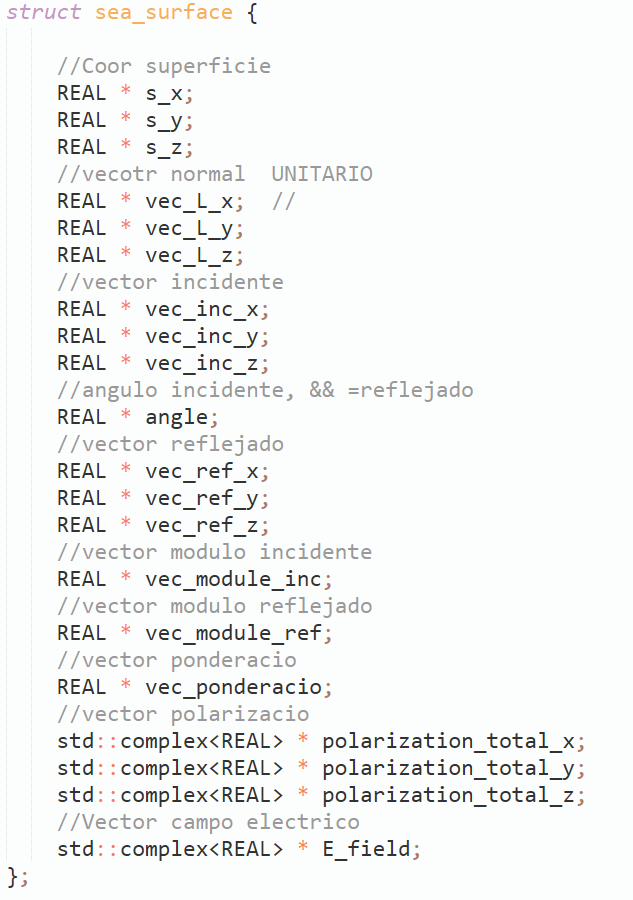 struct sea_surface {
//Coor superficie
REAL * s_x;
REAL * s_y;
REAL * s_z;
//vecotr normal  UNITARIO
REAL * vec_L_x;  //
REAL * vec_L_y;
REAL * vec_L_z;
//vector incidente
REAL * vec_inc_x;
REAL * vec_inc_y;
REAL * vec_inc_z;
//angulo incidente, && =reflejado
REAL * angle;
//vector reflejado
REAL * vec_ref_x;
REAL * vec_ref_y;
REAL * vec_ref_z;
//vector modulo incidente
REAL * vec_module_inc;
//vector modulo reflejado
REAL * vec_module_ref;
//vector ponderacio
REAL * vec_ponderacio;
//vector polarizacio
std::complex<REAL> * polarization_total_x;
std::complex<REAL> * polarization_total_y;
std::complex<REAL> * polarization_total_z;
//Vector campo electrico
std::complex<REAL> * E_field;
};